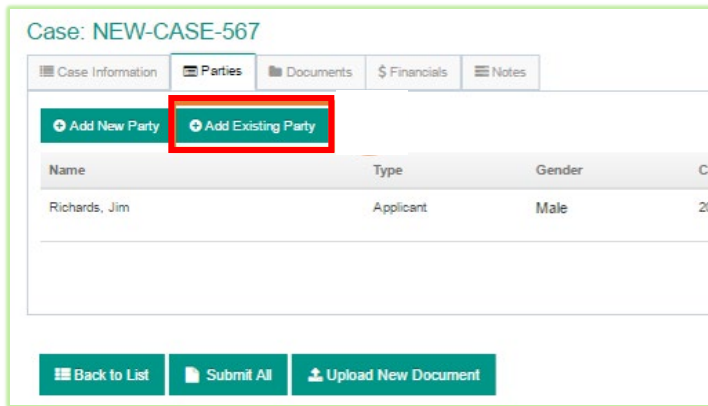 Case: NEW-CASE-567
Case Information Parties Documents $ Financials Notes
Add New Party Add Existing Party
Name Type Gender C
Richards, Jim Applicant Male 20
Back to List Submit All Upload New Document